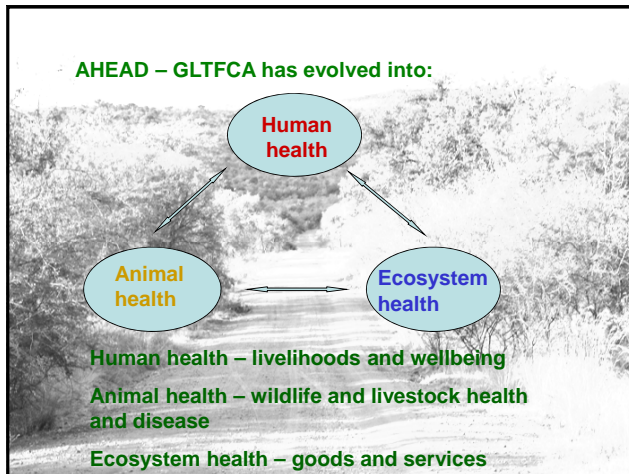 AHEAD – GLTFCA has evolved into:
Human
health
Animal
health
Ecosystem
health
Human health – livelihoods and wellbeing
Animal health – wildlife and livestock health
and disease
Ecosystem health – goods and services